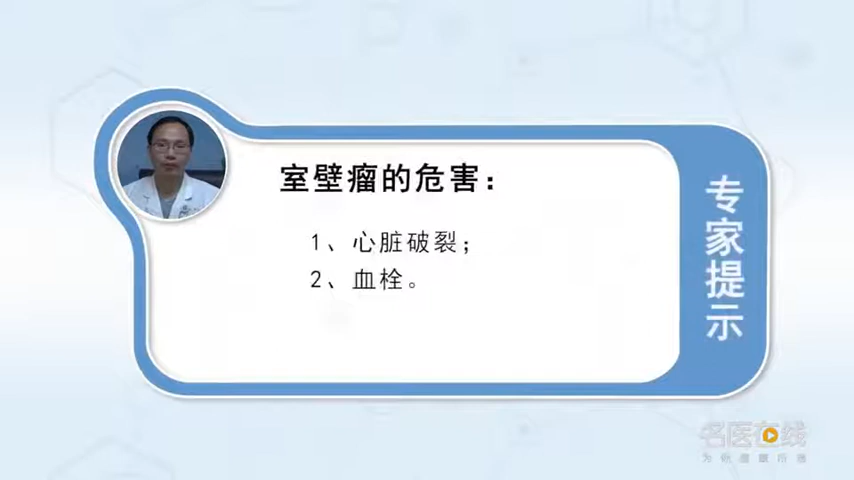 室壁瘤的危害：
1、心脏破裂；
2、血栓。
专家提示
名医在线